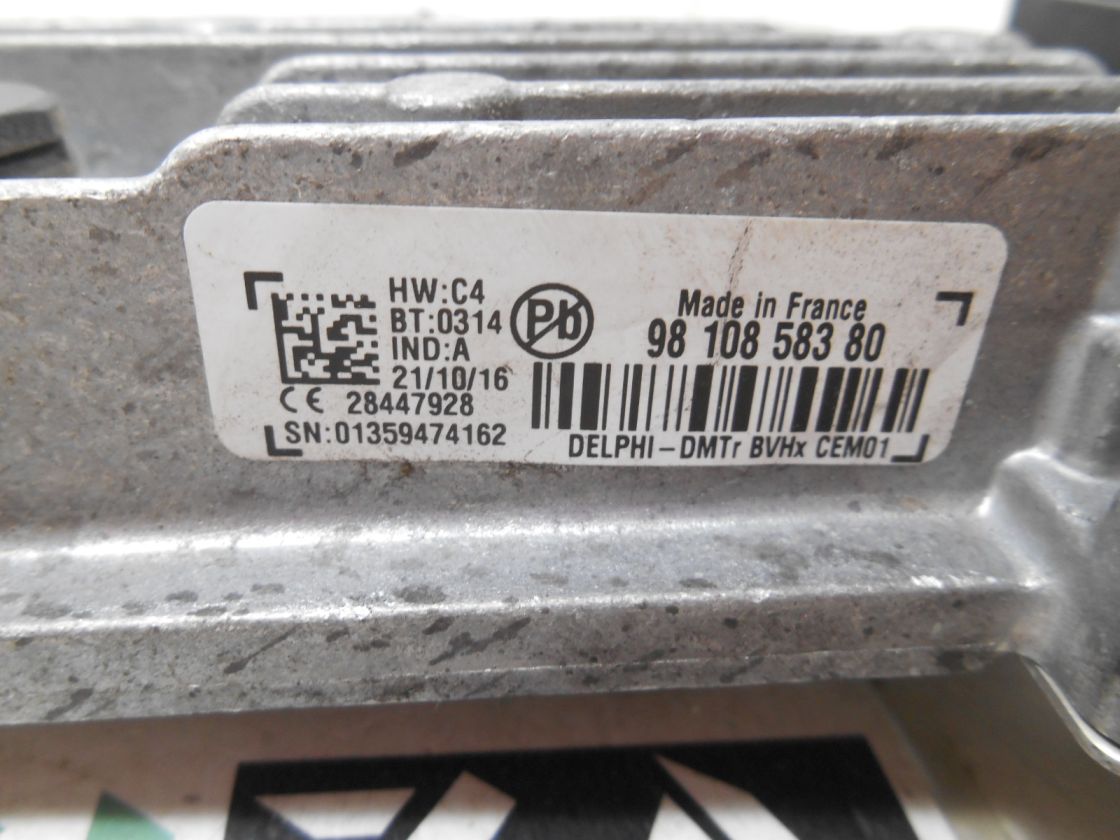 HW:C4
BT:0314
IND:A
21/10/16
CE 28447928
SN:01359474162
Pb
Made in France
98 108 583 80
DELPHI-DMTr BVHx CEM01